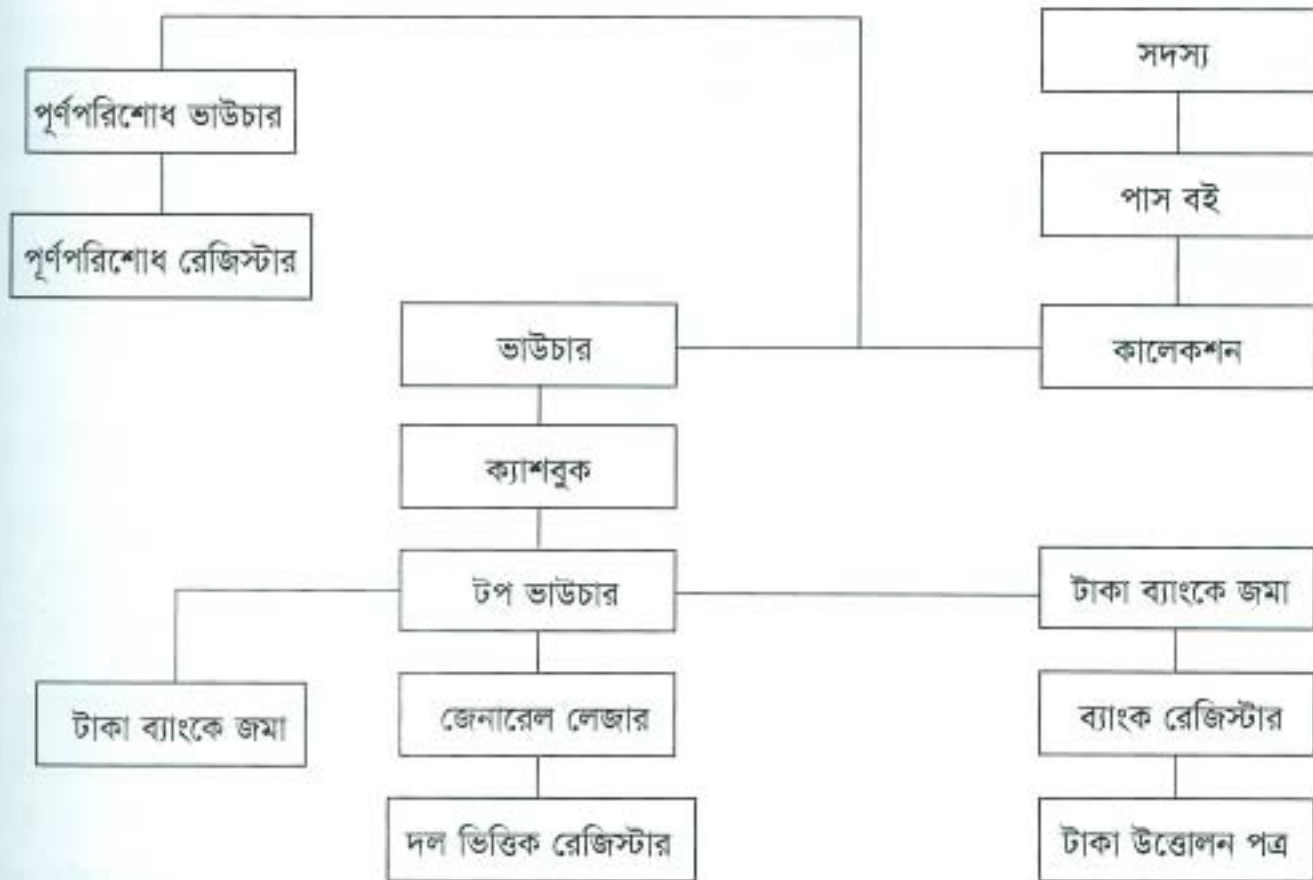 সদস্য
পূর্ণপরিশোধ ভাউচার
পাস বই
পূর্ণপরিশোধ রেজিস্টার
ভাউচার
কালেকশন
ক্যাশবুক
টপ ভাউচার
টাকা ব্যাংকে জমা
টাকা ব্যাংকে জমা
জেনারেল লেজার
ব্যাংক রেজিস্টার
দল ভিত্তিক রেজিস্টার
টাকা উত্তোলন পত্র